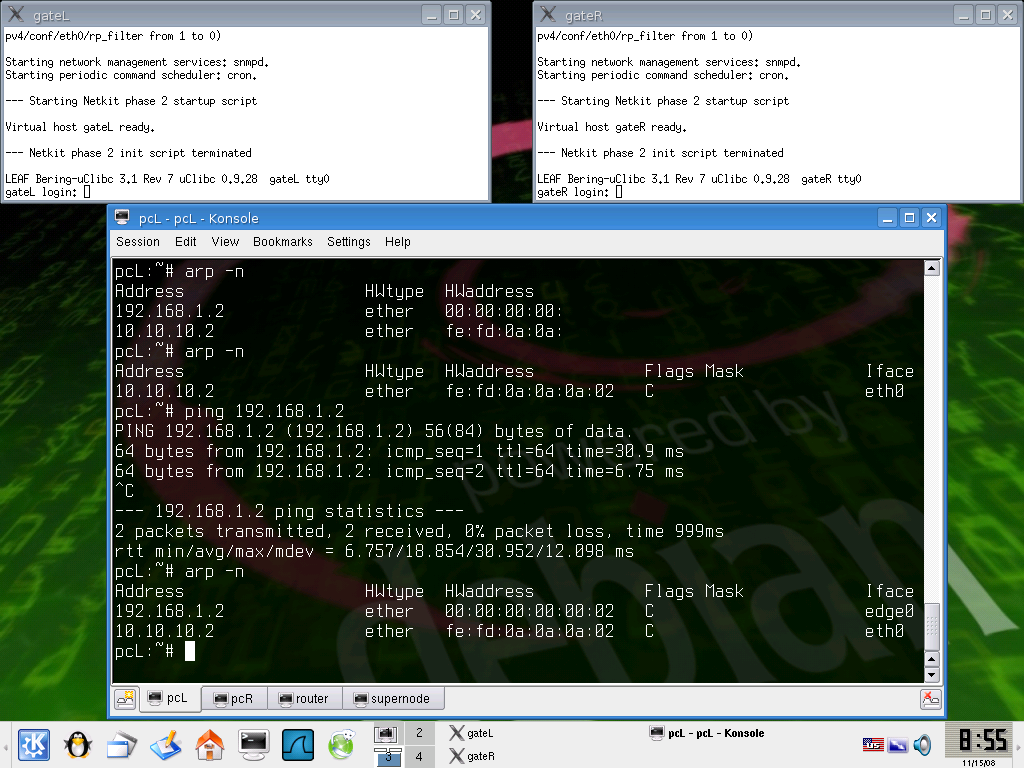 gateL
pv4/conf/eth0/rp_filter from 1 to 0)
Starting network management services: snmpd.
Starting periodic command scheduler: cron.
--- Starting Netkit phase 2 startup script
Virtual host gateL ready.
--- Netkit phase 2 init script terminated
LEAF Bering-uClibc 3.1 Rev 7 uClibc 0.9.28  gateL tty0
gateL login:
gateR
pv4/conf/eth0/rp_filter from 1 to 0)
Starting network management services: snmpd.
Starting periodic command scheduler: cron.
--- Starting Netkit phase 2 startup script
Virtual host gateR ready.
--- Netkit phase 2 init script terminated
LEAF Bering-uClibc 3.1 Rev 7 uClibc 0.9.28  gateR tty0
gateR login:
pcL - pcL - Konsole
Session Edit View Bookmarks Settings Help
pcL:~# arp -n
Address HWtype HWaddress
192.168.1.2 ether 00:00:00:00:
10.10.10.2 ether fe:fd:0a:0a:
pcL:~# arp -n
Address HWtype HWaddress Flags Mask Iface
10.10.10.2 ether fe:fd:0a:0a:0a:02 C eth0
pcL:~# ping 192.168.1.2
PING 192.168.1.2 (192.168.1.2) 56(84) bytes of data.
64 bytes from 192.168.1.2: icmp_seq=1 ttl=64 time=30.9 ms
64 bytes from 192.168.1.2: icmp_seq=2 ttl=64 time=6.75 ms
^C
--- 192.168.1.2 ping statistics ---
2 packets transmitted, 2 received, 0% packet loss, time 999ms
rtt min/avg/max/mdev = 6.757/18.854/30.952/12.098 ms
pcL:~# arp -n
Address HWtype HWaddress Flags Mask Iface
192.168.1.2 ether 00:00:00:00:00:02 C edge0
10.10.10.2 ether fe:fd:0a:0a:0a:02 C eth0
pcL:~#
powered by
debian
pcL pcR router supernode
2
3 4
gateL
gateR
pcL - pcL - Konsole
US
8:55
11/15/08